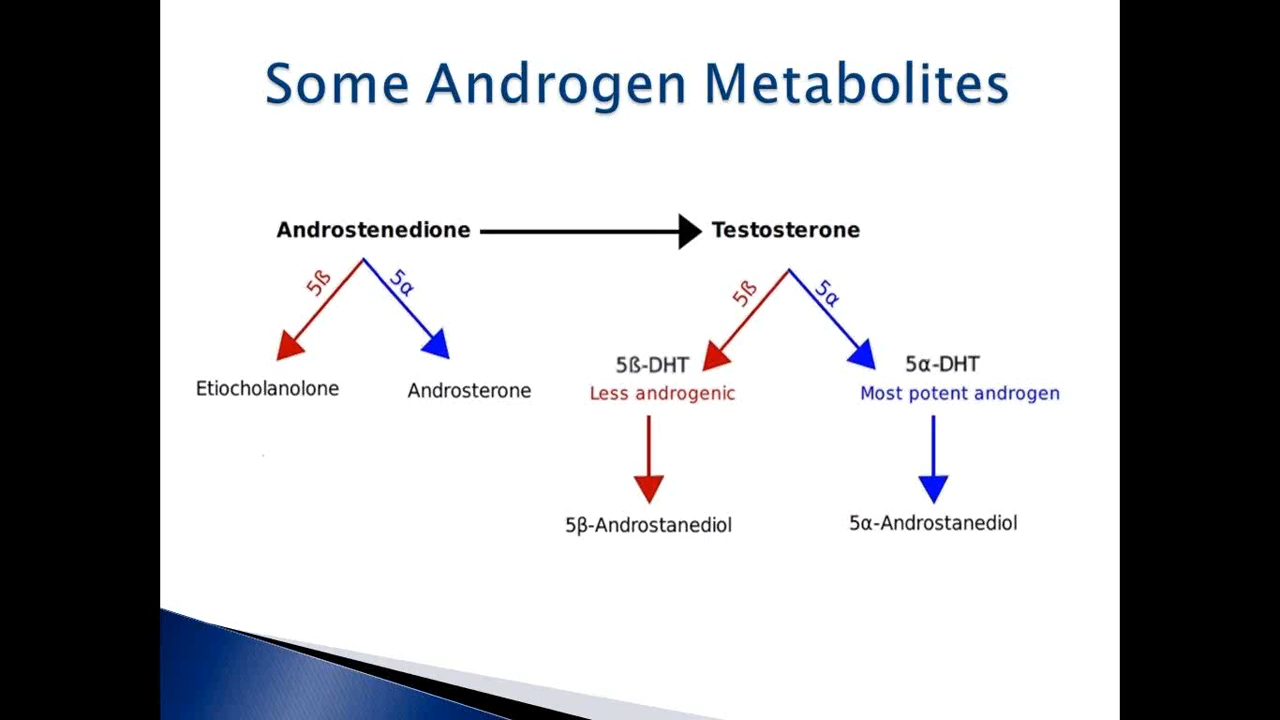 Some Androgen Metabolites
Androstenedione
Testosterone
5ß
5α
5ß
5α
Etiocholanolone
Androsterone
5ß-DHT
Less androgenic
5α-DHT
Most potent androgen
5β-Androstanediol
5α-Androstanediol